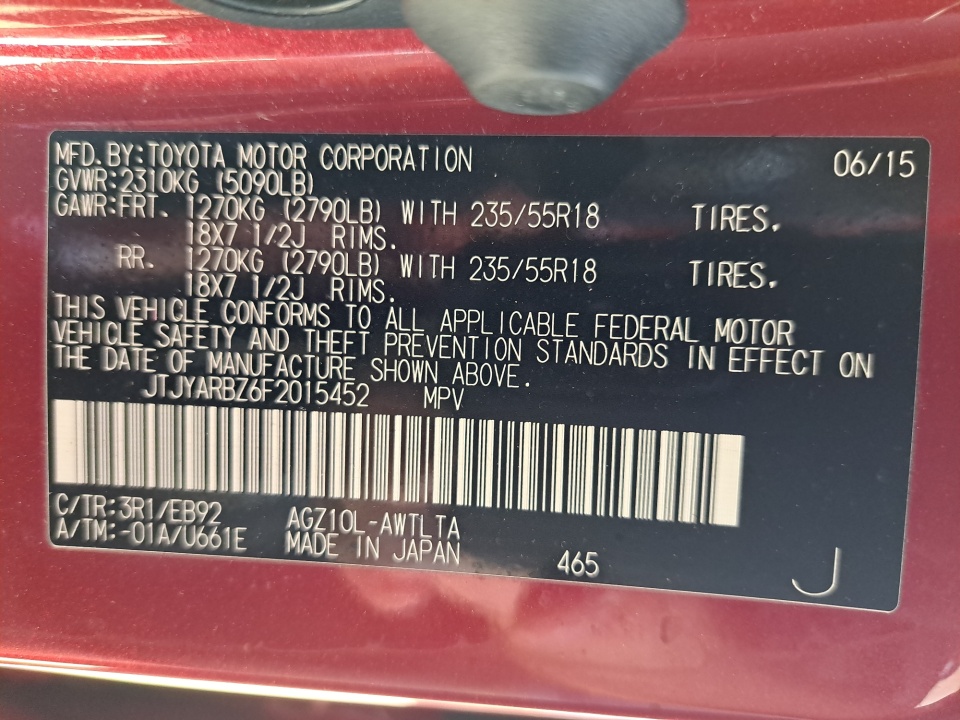 MFD. BY: TOYOTA MOTOR CORPORATION 06/15
GVWR: 2310KG (5090LB)
GAWR: FRT. 1270KG (2790LB) WITH 235/55R18 TIRES.
18X7 1/2J RIMS.
RR. 1270KG (2790LB) WITH 235/55R18 TIRES.
18X7 1/2J RIMS.
THIS VEHICLE CONFORMS TO ALL APPLICABLE FEDERAL MOTOR
VEHICLE SAFETY AND THEFT PREVENTION STANDARDS IN EFFECT ON
THE DATE OF MANUFACTURE SHOWN ABOVE.
JTJYARBZ6F2015452 MPV
C/TR: 3R1/EB92 AGZ10L-AWTLTA
A/TM: -01A/U661E MADE IN JAPAN 465 J